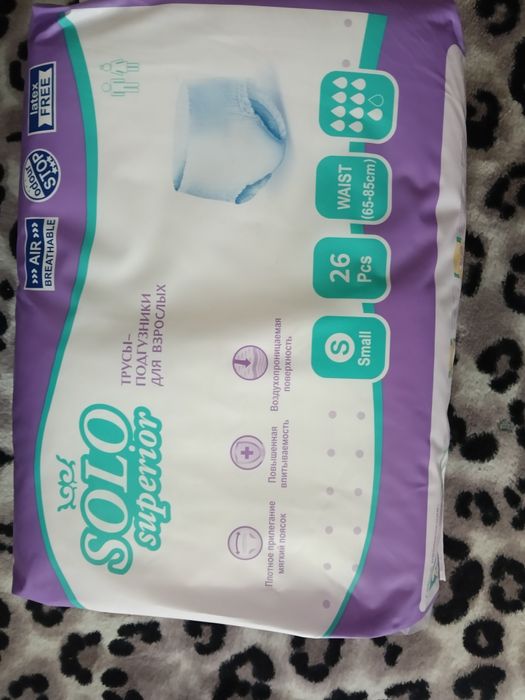 SOLO
superior
ТРУСЫ-
ПОДГУЗНИКИ
ДЛЯ ВЗРОСЛЫХ
>>> AIR >>>
BREATHABLE
odour
STOP
latex
FREE
Плотное прилегание
мягкий поясок
Повышенная
впитываемость
Воздухопроницаемая
поверхность
S
Small
26
Pcs
WAIST
(65-85cm)